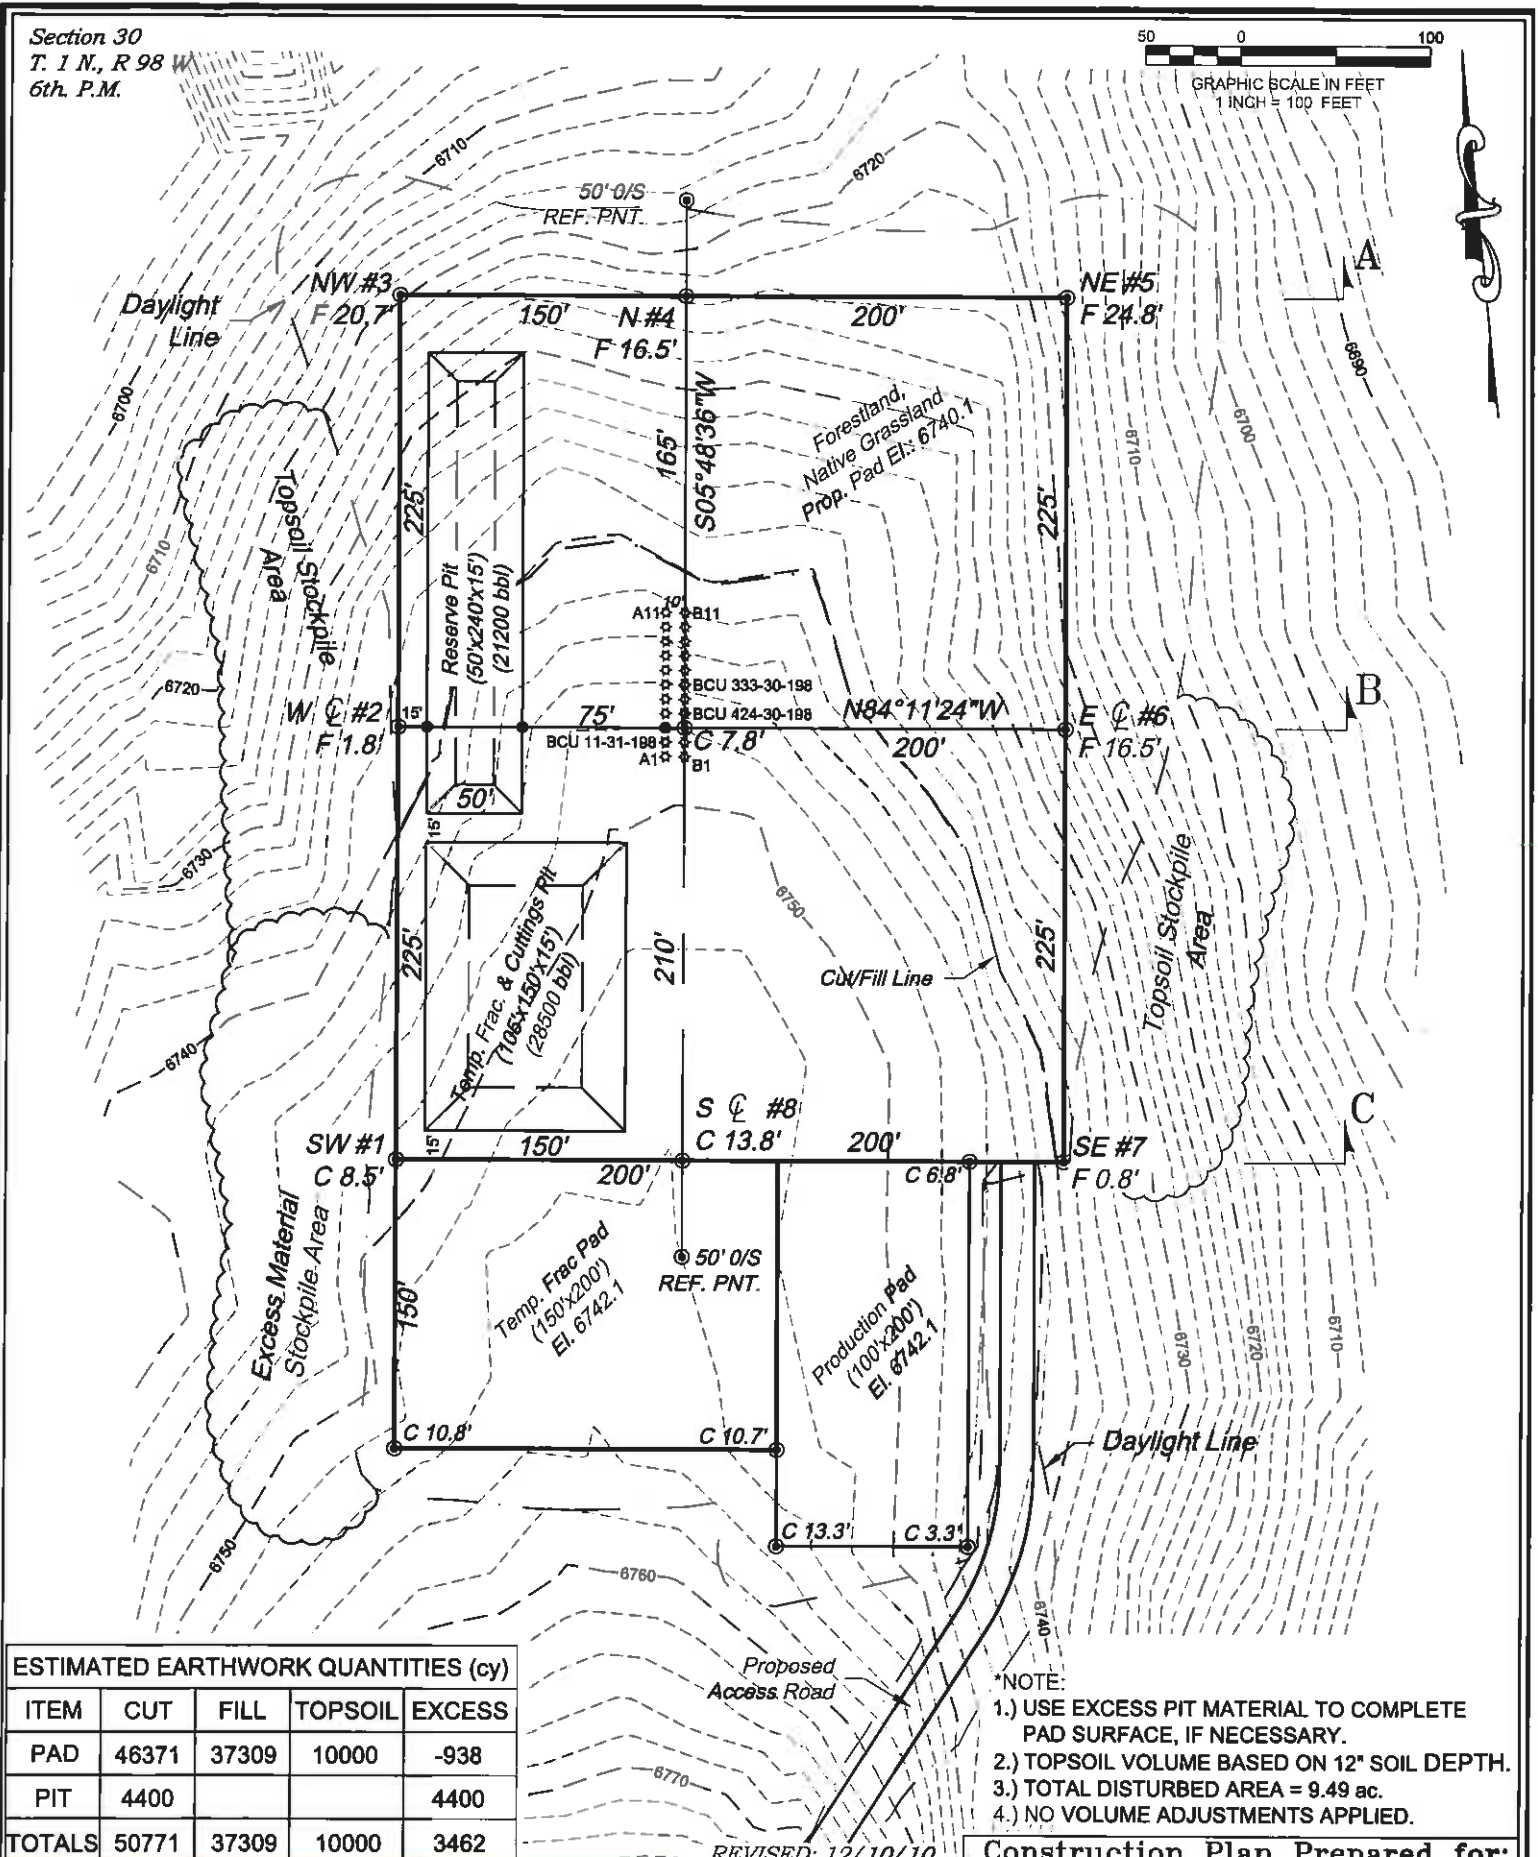 Section 30
T. 1 N., R 98 W
6th. P.M.
50 0 100
GRAPHIC SCALE IN FEET
1 INCH = 100 FEET
6710
6720
50' O/S
REF. PNT.
A
NW #3
F 20.7'
Daylight
Line
150'
N #4
F 16.5'
200'
NE #5
F 24.8'
6690
6700
6700
6710
S05°48'36"W
165'
Forestland,
Native Grassland
Prop. Pad El.: 6740.1
225'
225'
Topsoil Stockpile
Area
6710
Reserve Pit
(50'x240'x15')
(21200 bbl)
10'
A11 B11
6720
BCU 333-30-198
BCU 424-30-198
B
W ℄ #2
F 1.8'
15'
75'
BCU 11-31-198
C 7.8'
N84°11'24"W
200'
E ℄ #6
F 16.5'
A1 B1
50'
15'
6730
Temp. Frac. & Cuttings Pit
(105'x150'x15')
(28500 bbl)
6750
225'
210'
Cut/Fill Line
225'
Topsoil Stockpile
Area
6740
S ℄ #8
C 13.8'
C
SW #1
C 8.5'
15'
150'
200'
200'
C 6.8'
SE #7
F 0.8'
Excess Material
Stockpile Area
150'
Temp. Frac Pad
(150'x200')
El. 6742.1
50' O/S
REF. PNT.
Production Pad
(100'x200')
El. 6742.1
6730
6720
6710
C 10.8'
C 10.7'
Daylight Line
C 13.3'
C 3.3'
6750
6760
6740
6770
Proposed
Access Road
ESTIMATED EARTHWORK QUANTITIES (cy)
ITEM CUT FILL TOPSOIL EXCESS
PAD 46371 37309 10000 -938
PIT 4400 4400
TOTALS 50771 37309 10000 3462
*NOTE:
1.) USE EXCESS PIT MATERIAL TO COMPLETE
PAD SURFACE, IF NECESSARY.
2.) TOPSOIL VOLUME BASED ON 12" SOIL DEPTH.
3.) TOTAL DISTURBED AREA = 9.49 ac.
4.) NO VOLUME ADJUSTMENTS APPLIED.
REVISED: 12/10/10
Construction Plan Prepared for: